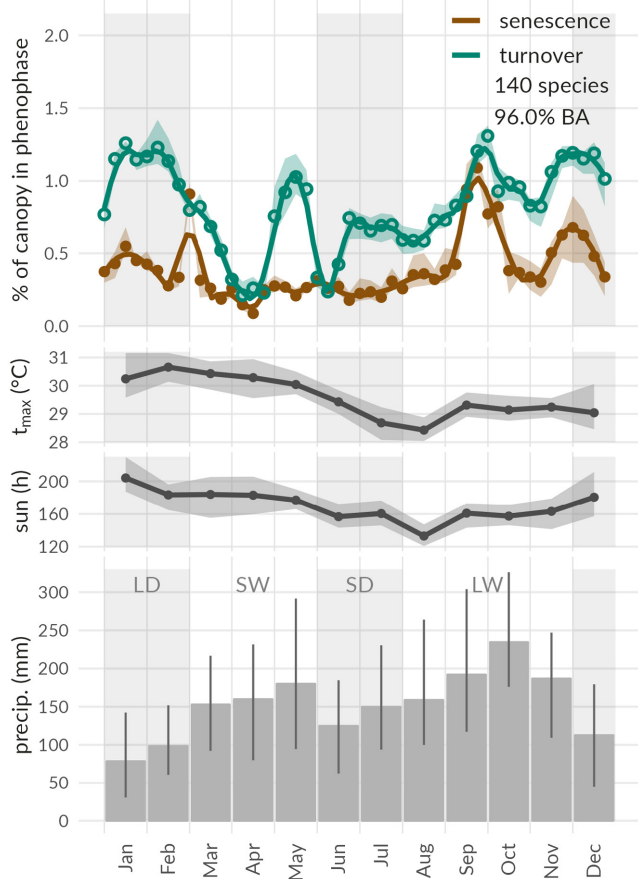 senescence
turnover
140 species
96.0% BA
% of canopy in phenophase
2.0
1.5
1.0
0.5
0.0
tmax (°C)
31
30
29
28
sun (h)
200
160
120
precip. (mm)
LD SW SD LW
300
250
200
150
100
50
0
Jan Feb Mar Apr May Jun Jul Aug Sep Oct Nov Dec